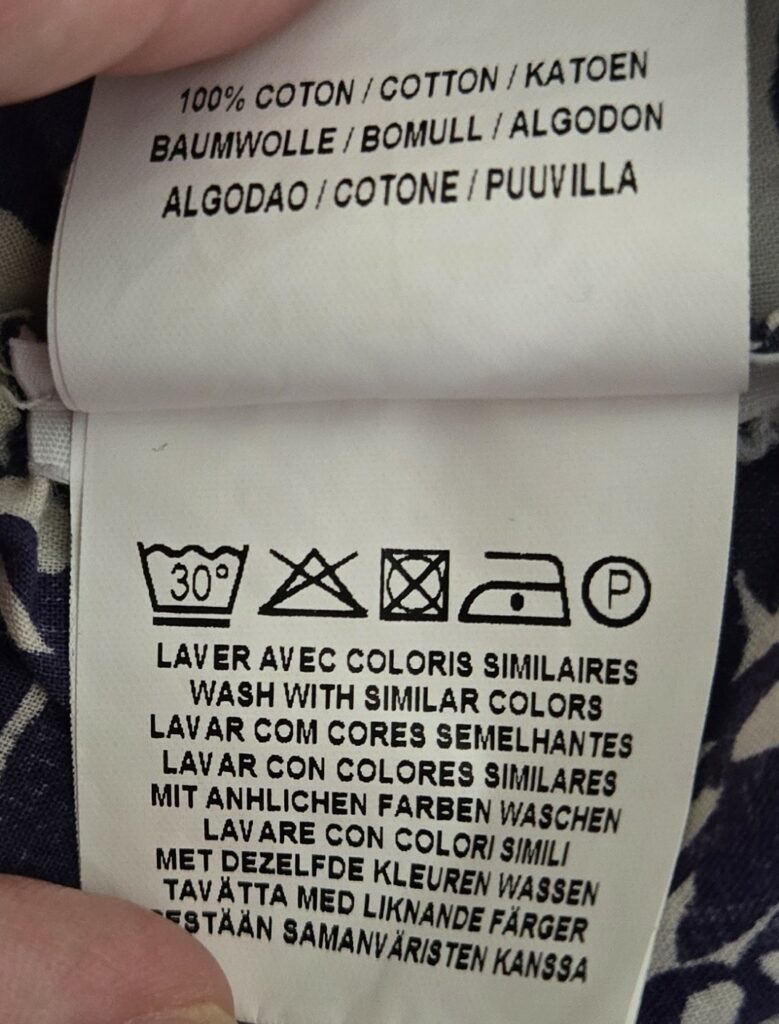 100% COTON / COTTON / KATOEN
BAUMWOLLE / BOMULL / ALGODON
ALGODAO / COTONE / PUUVILLA
30° P
LAVER AVEC COLORIS SIMILAIRES
WASH WITH SIMILAR COLORS
LAVAR COM CORES SEMELHANTES
LAVAR CON COLORES SIMILARES
MIT ANHLICHEN FARBEN WASCHEN
LAVARE CON COLORI SIMILI
MET DEZELFDE KLEUREN WASSEN
TAVÄTTA MED LIKNANDE FÄRGER
SAMANVÄRISTEN KANSSA